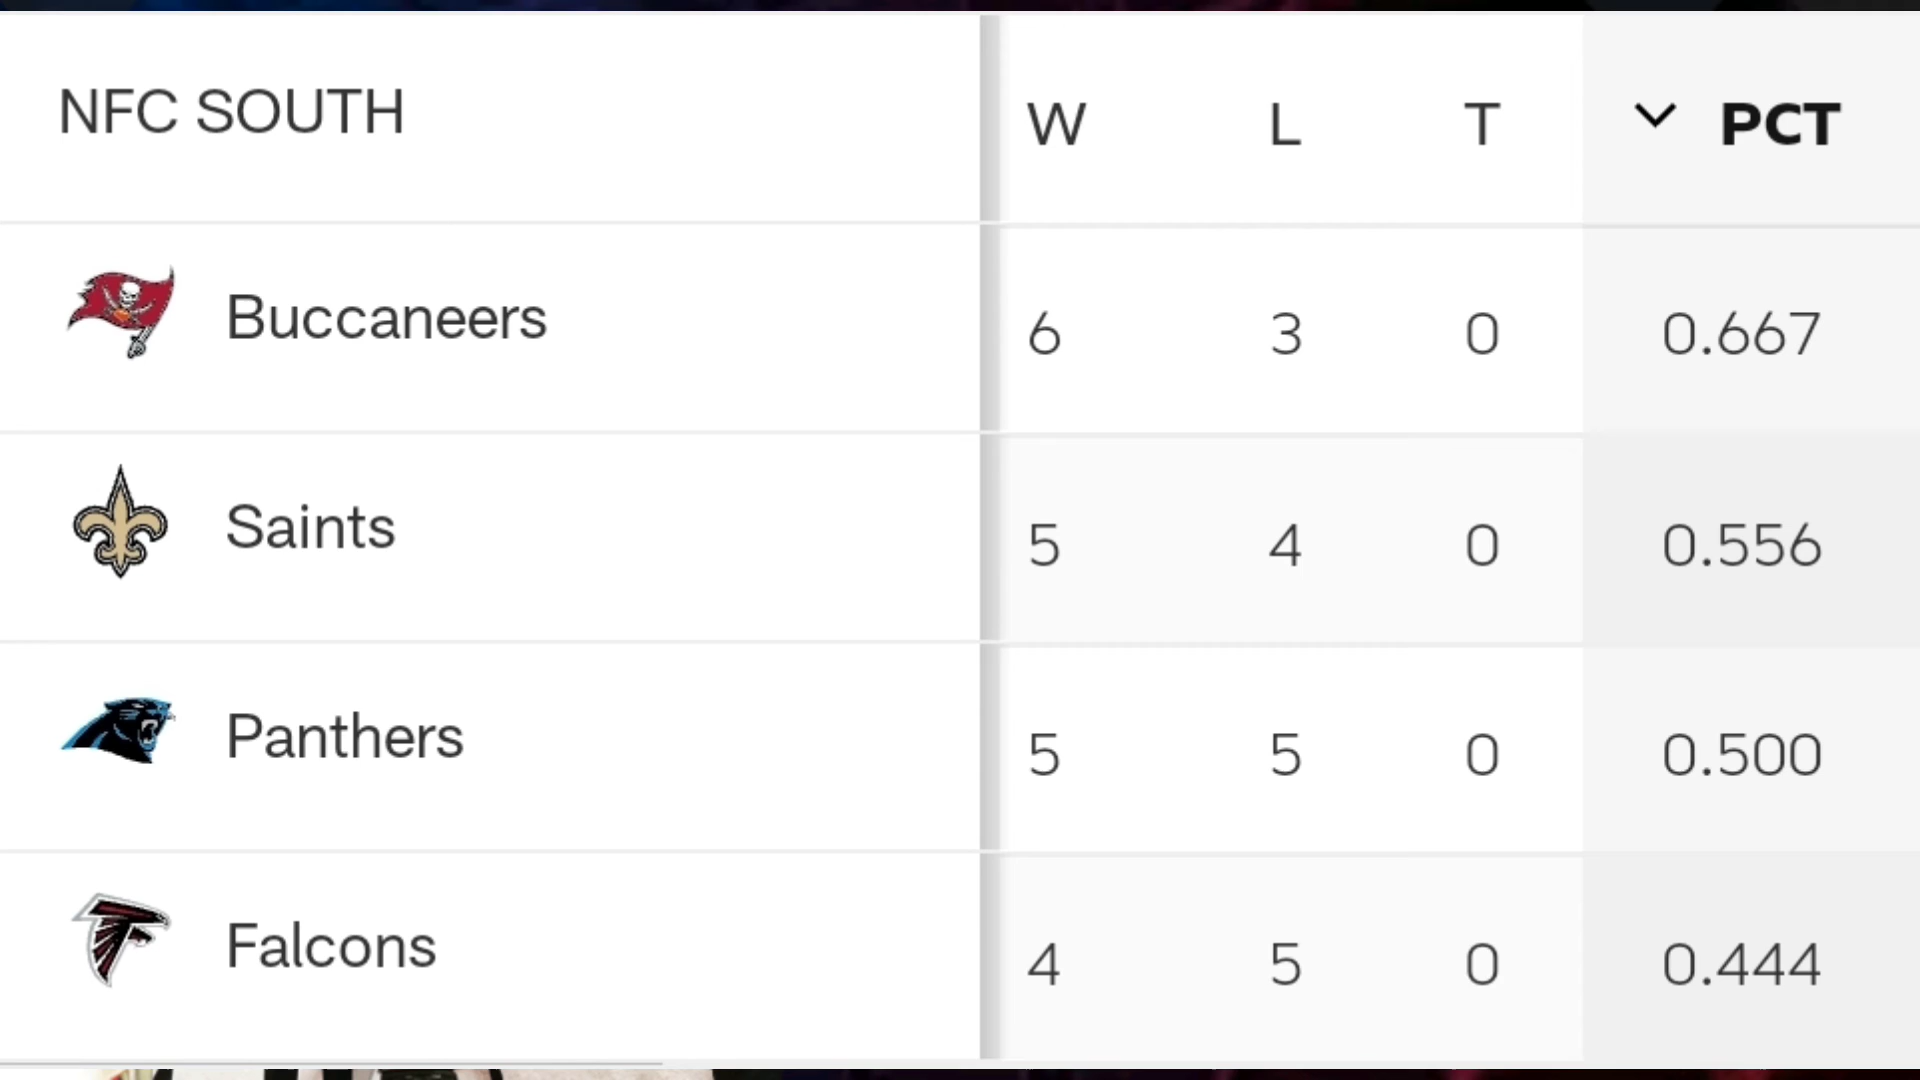 NFC SOUTH W L T PCT
Buccaneers 6 3 0 0.667
Saints 5 4 0 0.556
Panthers 5 5 0 0.500
Falcons 4 5 0 0.444